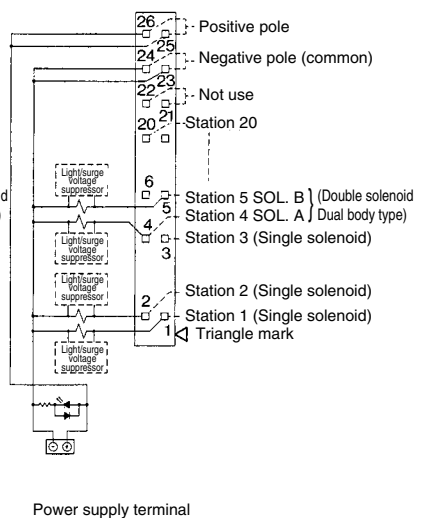 26
Positive pole
25
24
Negative pole (common)
23
22
Not use
21
20
Station 20
Light/surge
voltage
suppressor
6
d
Station 5 SOL. B
(Double solenoid
5
Station 4 SOL. A
Dual body type)
4
Light/surge
voltage
suppressor
Station 3 (Single solenoid)
3
Light/surge
voltage
suppressor
Station 2 (Single solenoid)
2
Station 1 (Single solenoid)
1
Triangle mark
Light/surge
voltage
suppressor
Power supply terminal